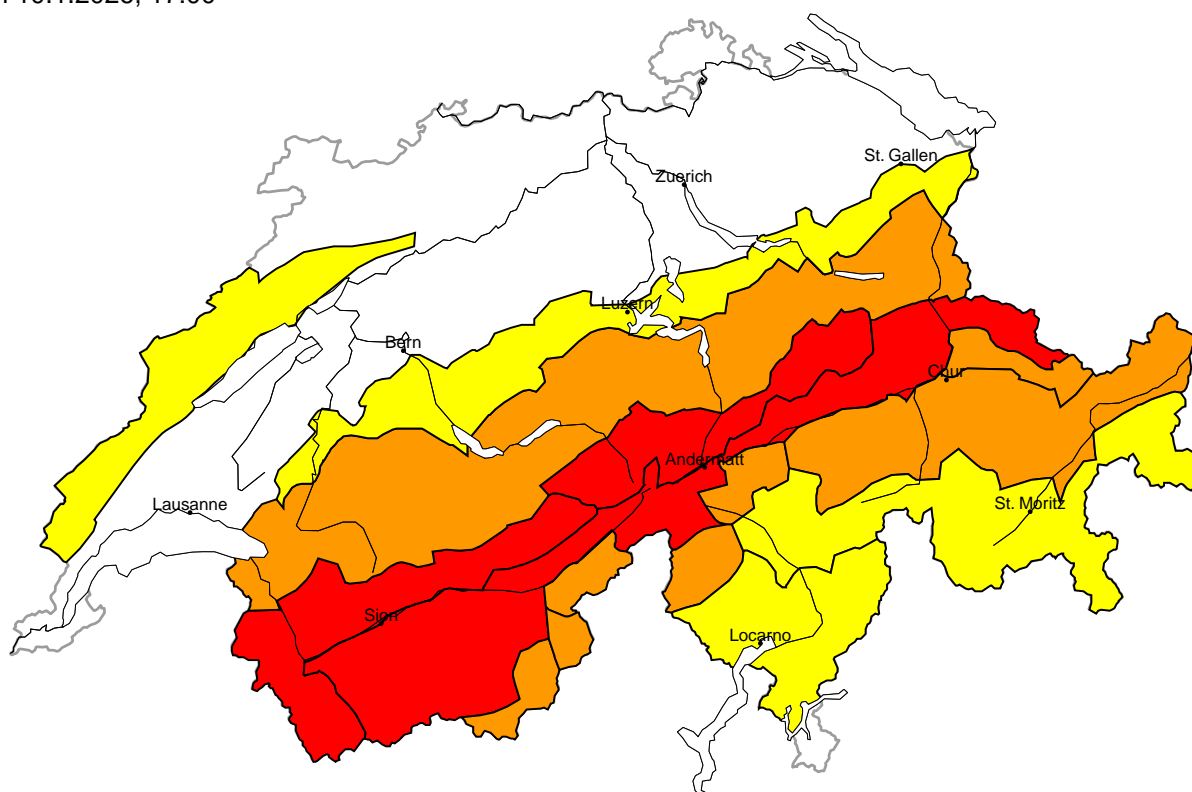 St. Gallen
Zuerich
Luzern
Bern
Chur
Andermatt
Lausanne
St. Moritz
Sion
Locarno